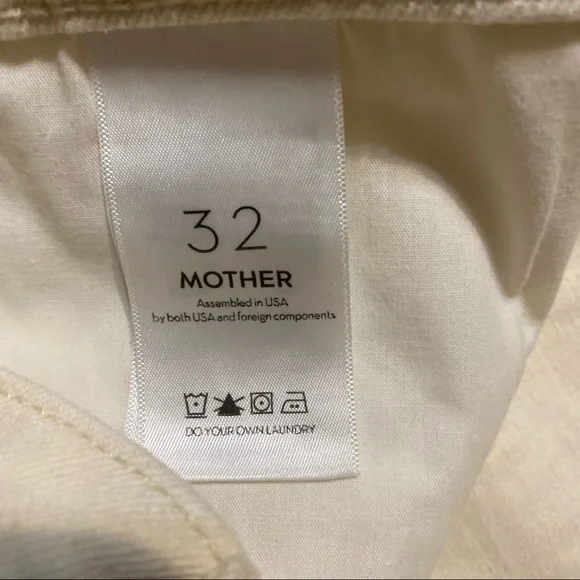 32
MOTHER
Assembled in USA
by both USA and foreign components
DO YOUR OWN LAUNDRY